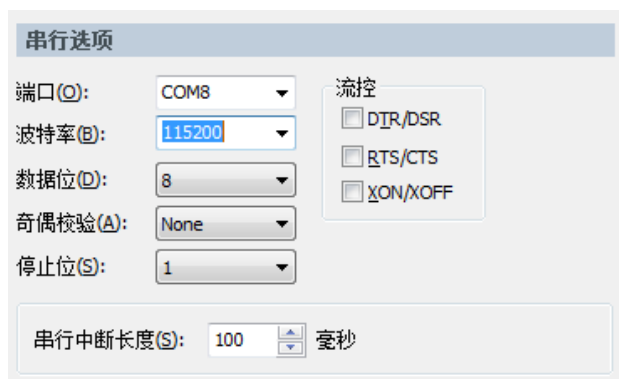 串行选项
端口(O): COM8
波特率(B): 115200
数据位(D): 8
奇偶校验(A): None
停止位(S): 1
流控
DTR/DSR
RTS/CTS
XON/XOFF
串行中断长度(S): 100 毫秒